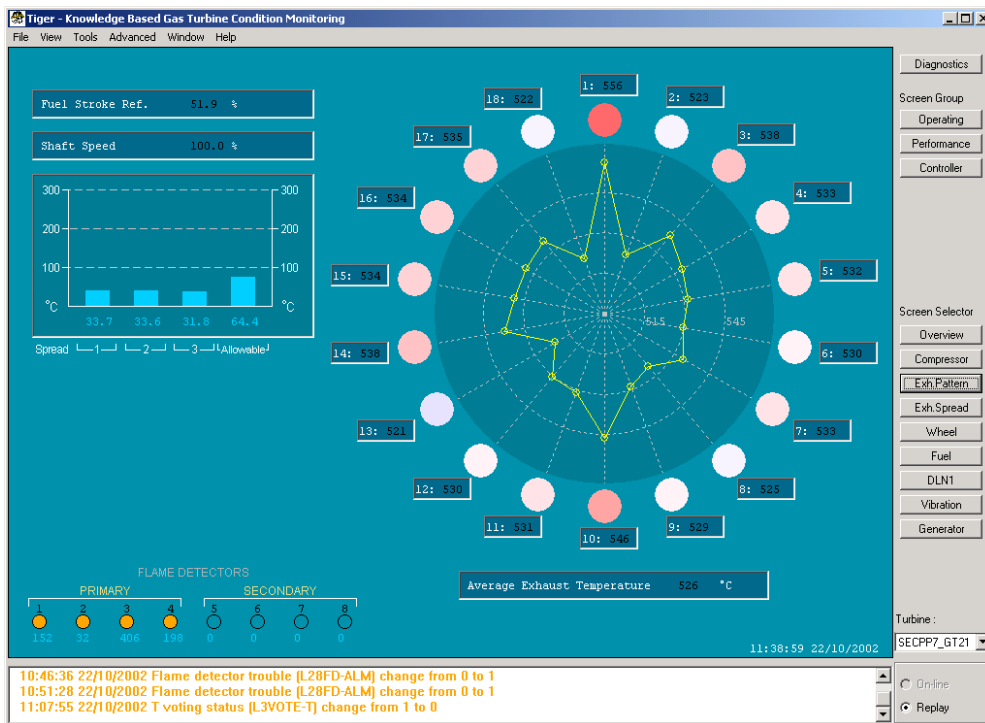 Tiger - Knowledge Based Gas Turbine Condition Monitoring
File View Tools Advanced Window Help
Fuel Stroke Ref. 51.9 %
Shaft Speed 100.0 %
300 300
200 200
100 100
°C °C
33.7 33.6 31.8 64.4
Spread 1 2 3 Allowable
1: 556
2: 523
3: 538
4: 533
5: 532
6: 530
7: 533
8: 525
9: 529
10: 546
11: 531
12: 530
13: 521
14: 538
15: 534
16: 534
17: 535
18: 522
515 545
Average Exhaust Temperature 526 °C
FLAME DETECTORS
PRIMARY SECONDARY
1 2 3 4 5 6 7 8
152 32 406 198 0 0 0 0
11:38:59 22/10/2002
10:46:36 22/10/2002 Flame detector trouble (L28FD-ALM) change from 0 to 1
10:51:28 22/10/2002 Flame detector trouble (L28FD-ALM) change from 0 to 1
11:07:55 22/10/2002 T voting status (L3VOTE-T) change from 1 to 0
Diagnostics
Screen Group
Operating
Performance
Controller
Screen Selector
Overview
Compressor
Exh.Pattern
Exh.Spread
Wheel
Fuel
DLN1
Vibration
Generator
Turbine :
SECPP7_GT21
On-line
Replay